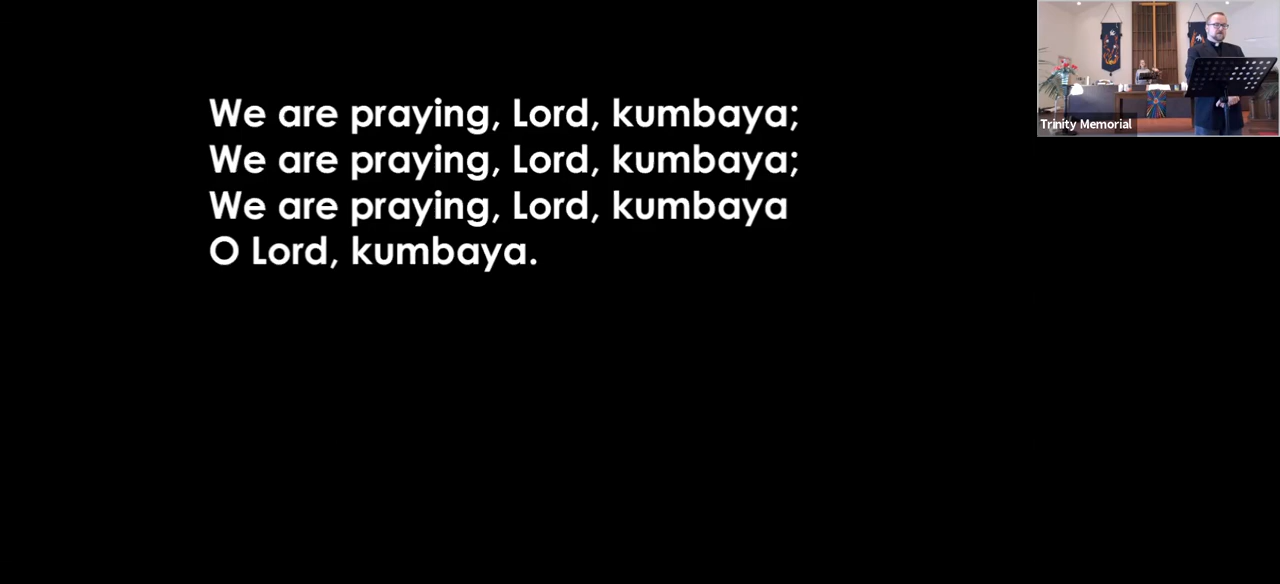 We are praying, Lord, kumbaya;
We are praying, Lord, kumbaya;
We are praying, Lord, kumbaya
O Lord, kumbaya.
Trinity Memorial